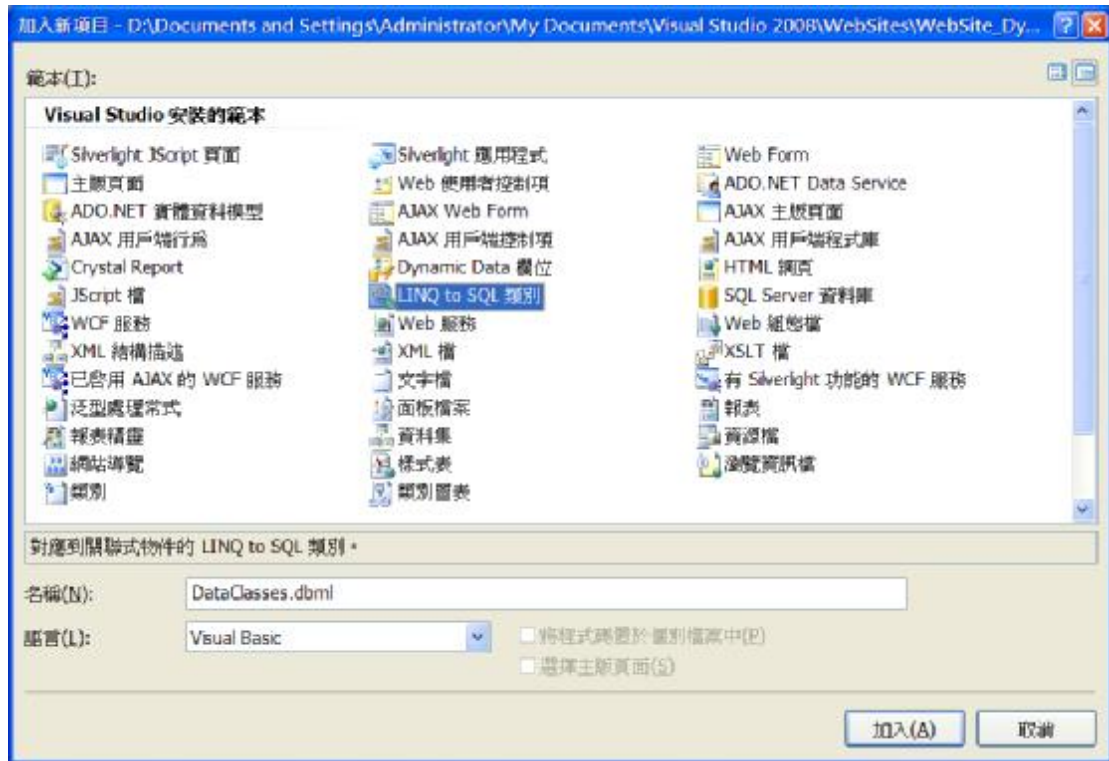 加入新項目 - D:\Documents and Settings\Administrator\My Documents\Visual Studio 2008\WebSites\WebSite_Dy...
範本(T):
Visual Studio 安裝的範本
Silverlight JScript 頁面 Silverlight 應用程式 Web Form
主版頁面 Web 使用者控制項 ADO.NET Data Service
ADO.NET 實體資料模型 AJAX Web Form AJAX 主版頁面
AJAX 用戶端行為 AJAX 用戶端控制項 AJAX 用戶端程式庫
Crystal Report Dynamic Data 欄位 HTML 網頁
JScript 檔 LINQ to SQL 類別 SQL Server 資料庫
WCF 服務 Web 服務 Web 組態檔
XML 結構描述 XML 檔 XSLT 檔
已啟用 AJAX 的 WCF 服務 文字檔 有 Silverlight 功能的 WCF 服務
泛型處理常式 面板檔案 報表
報表精靈 資料集 資源檔
網站導覽 樣式表 瀏覽資訊檔
類別 類別圖表
對應到關聯式物件的 LINQ to SQL 類別。
名稱(N): DataClasses.dbml
語言(L): Visual Basic 將程式碼置於個別檔案中(P)
選擇主版頁面(S)
加入(A) 取消